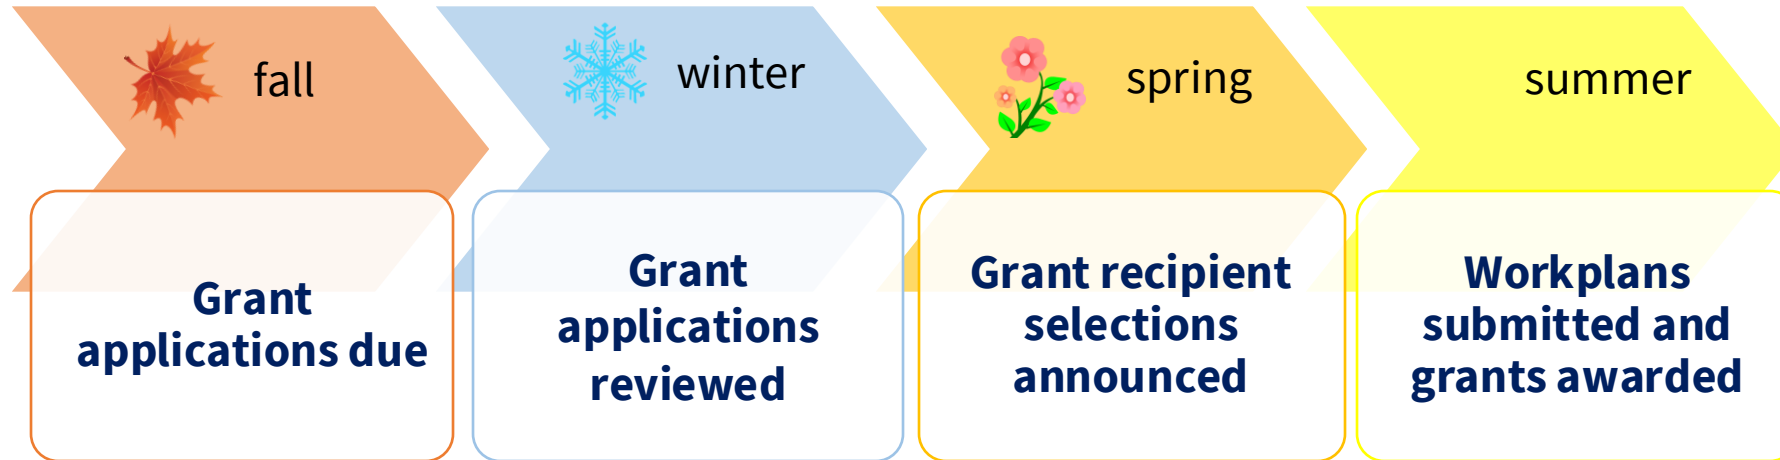 fall
Grant
applications due
winter
Grant
applications
reviewed
spring
Grant recipient
selections
announced
summer
Workplans
submitted and
grants awarded